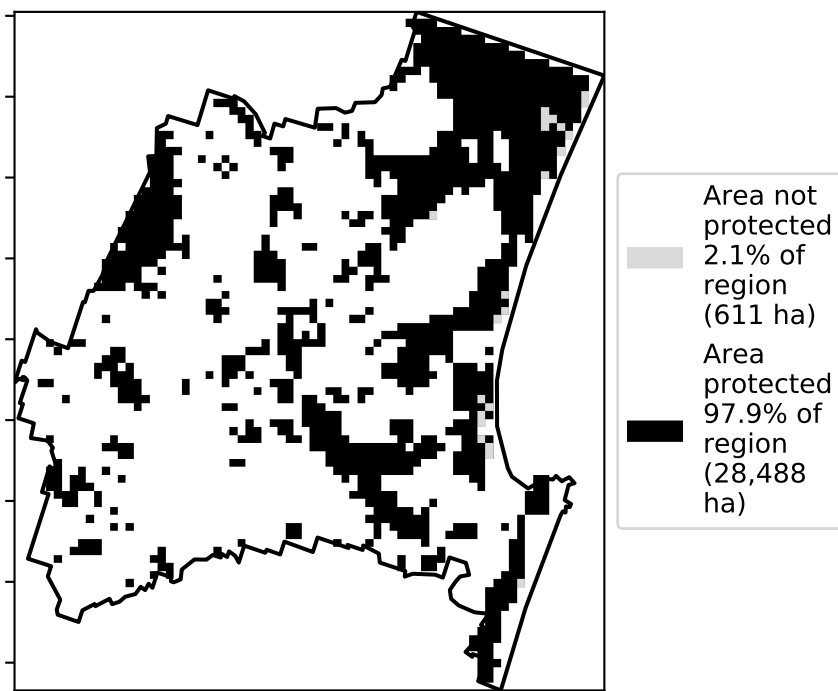 Area not
protected
2.1% of
region
(611 ha)
Area
protected
97.9% of
region
(28,488
ha)